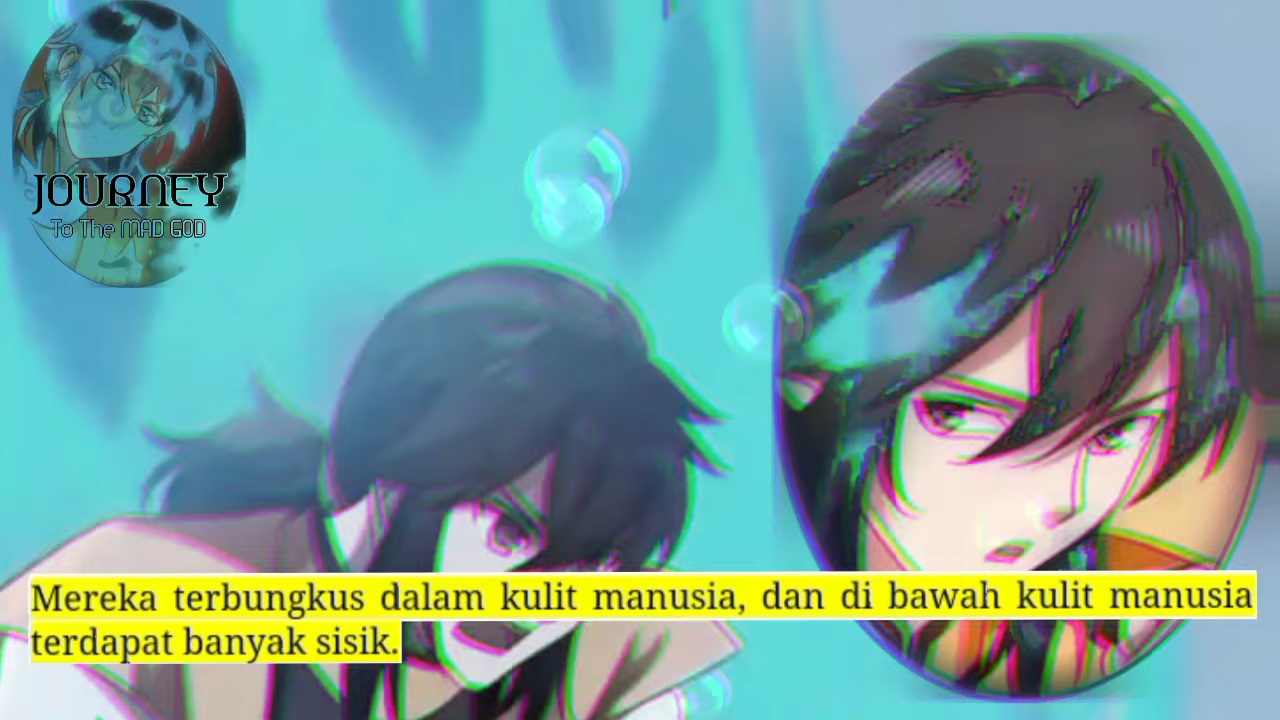 JOURNEY
To The MAD GOD
Mereka terbungkus dalam kulit manusia, dan di bawah kulit manusia
terdapat banyak sisik.